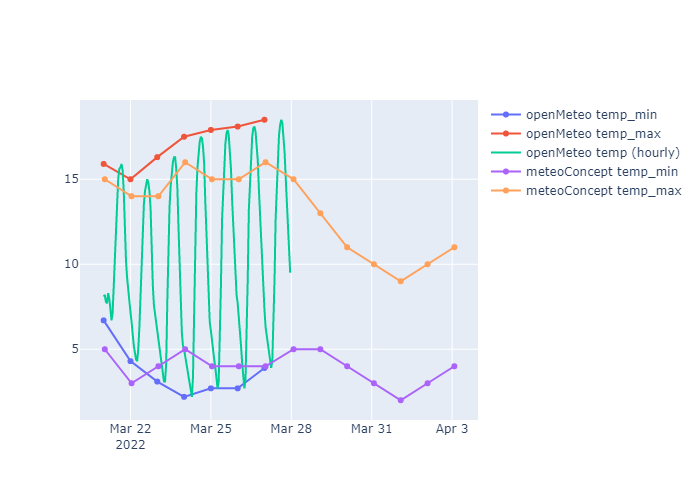 openMeteo temp_min
openMeteo temp_max
openMeteo temp (hourly)
meteoConcept temp_min
meteoConcept temp_max
15
10
5
Mar 22 Mar 25 Mar 28 Mar 31 Apr 3
2022